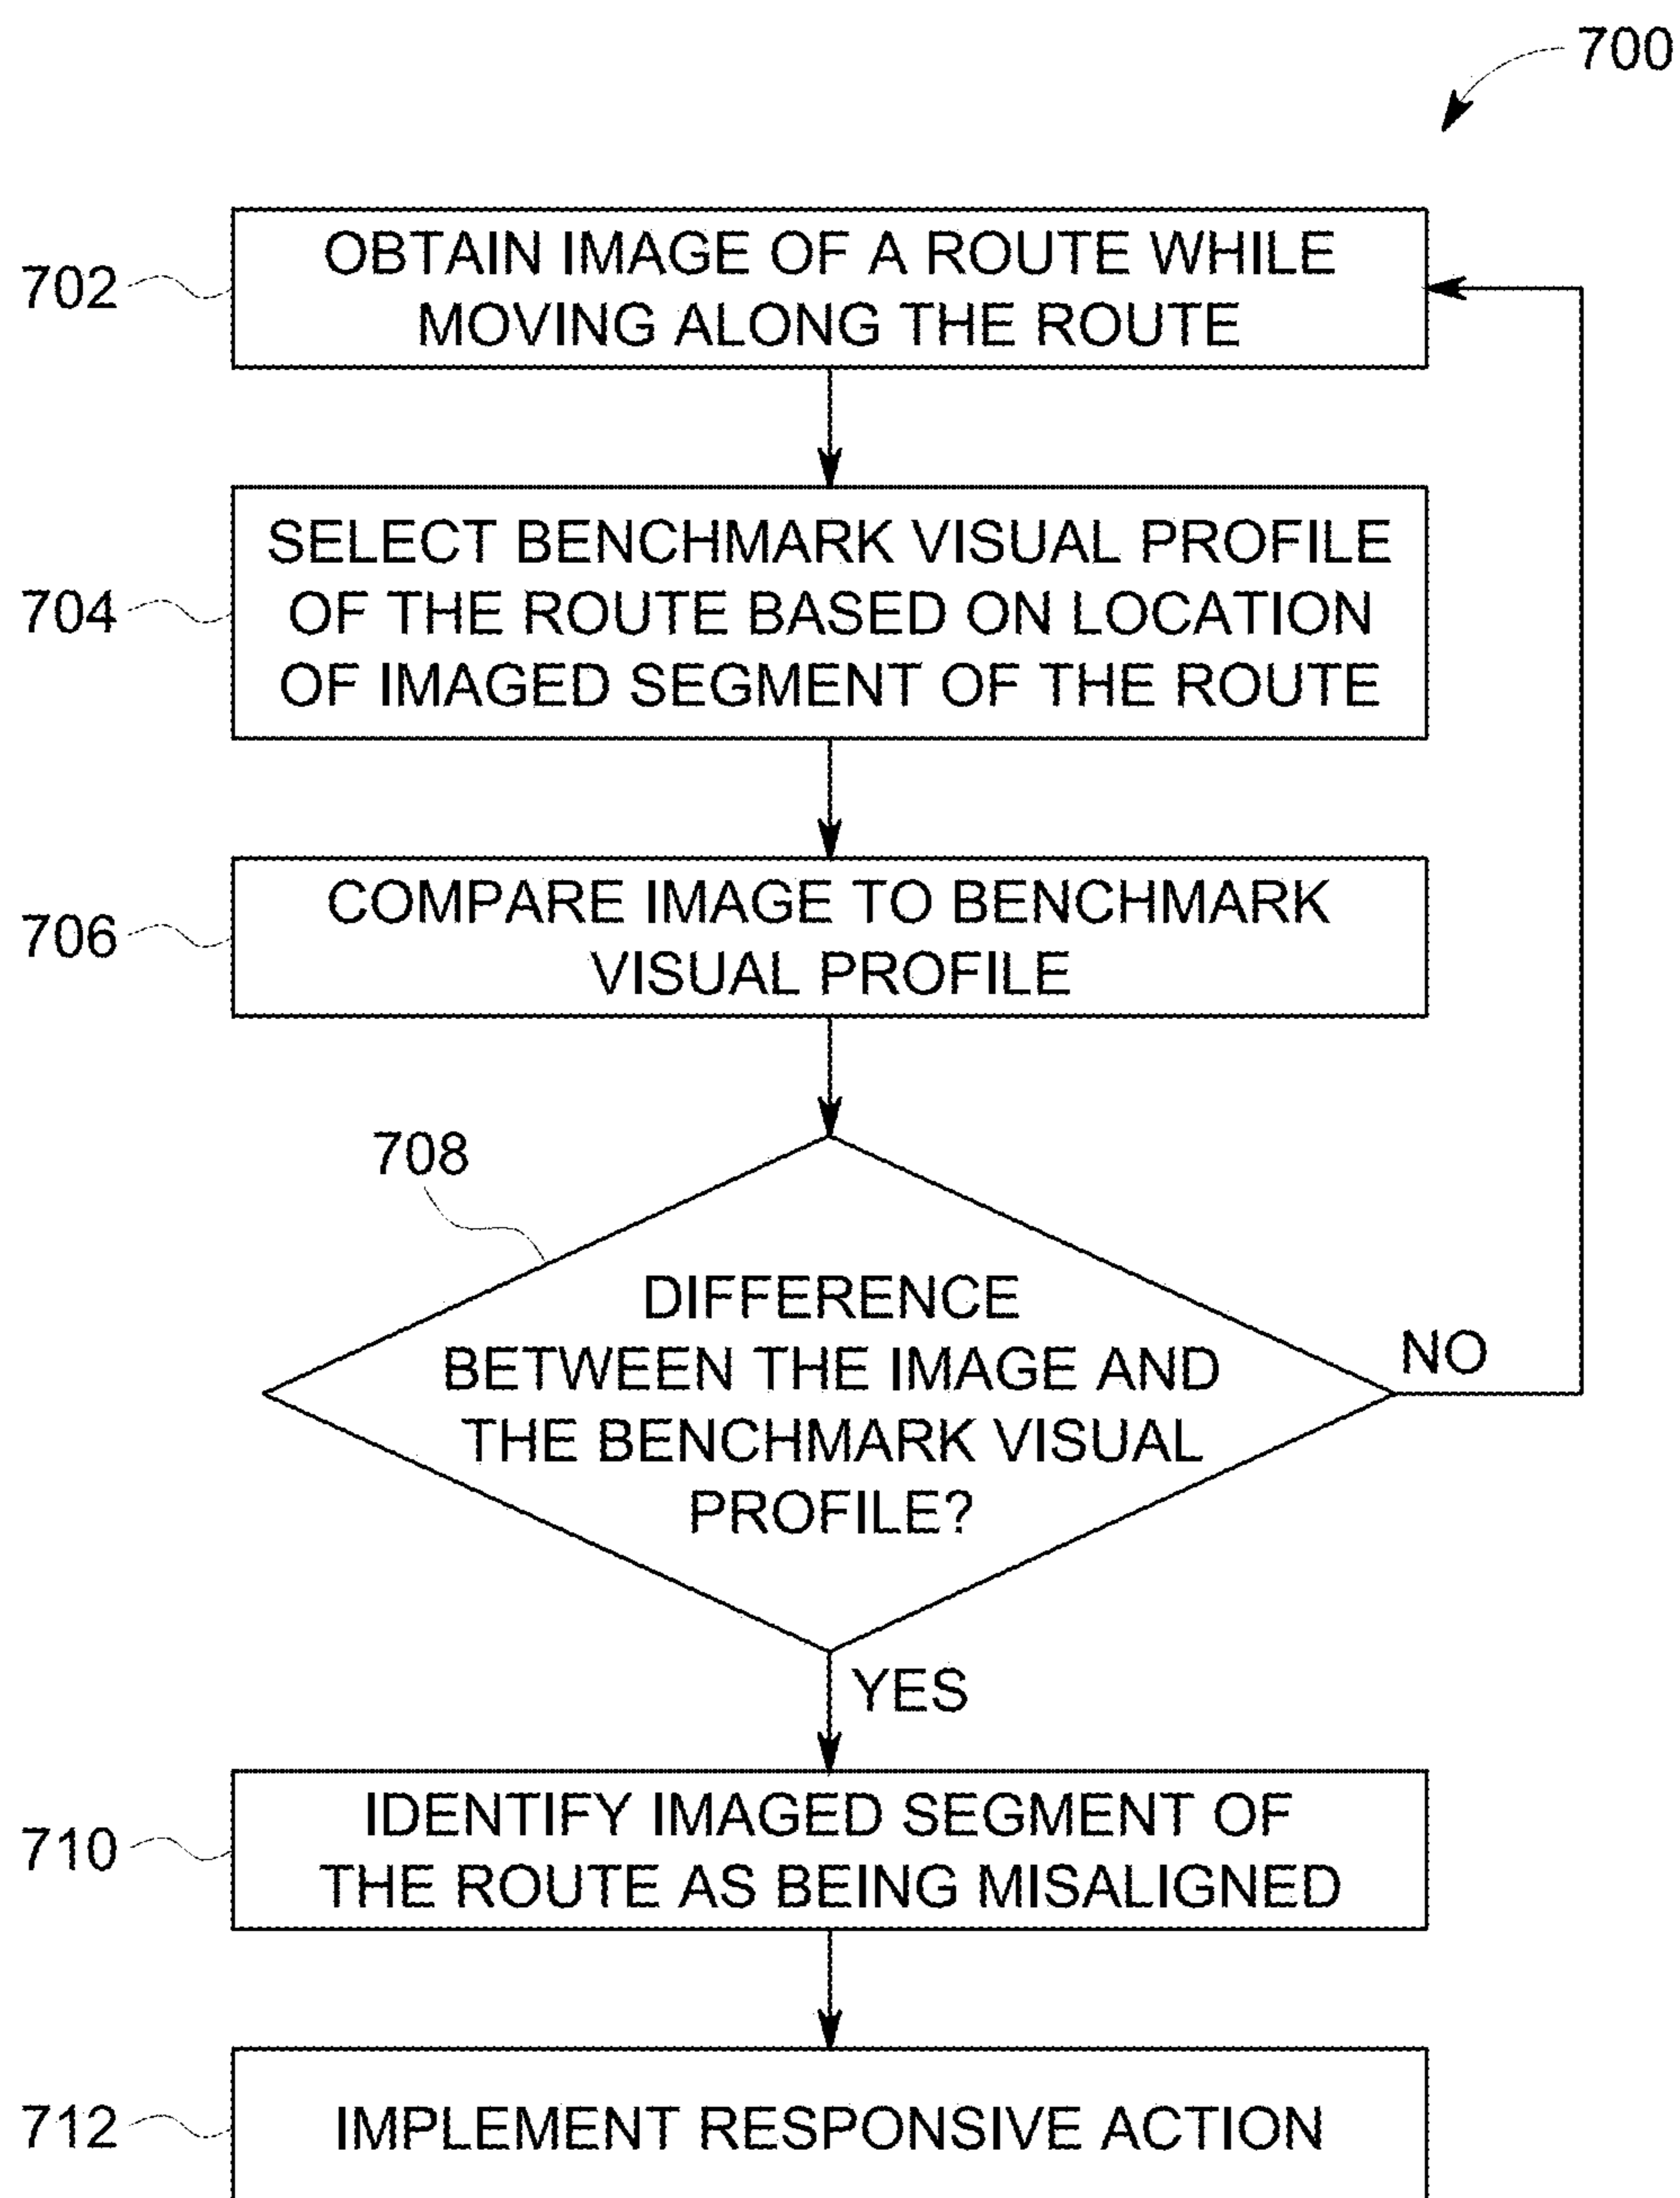 700
702
OBTAIN IMAGE OF A ROUTE WHILE
MOVING ALONG THE ROUTE
704
SELECT BENCHMARK VISUAL PROFILE
OF THE ROUTE BASED ON LOCATION
OF IMAGED SEGMENT OF THE ROUTE
706
COMPARE IMAGE TO BENCHMARK
VISUAL PROFILE
708
DIFFERENCE
BETWEEN THE IMAGE AND
THE BENCHMARK VISUAL
PROFILE?
NO
YES
710
IDENTIFY IMAGED SEGMENT OF
THE ROUTE AS BEING MISALIGNED
712
IMPLEMENT RESPONSIVE ACTION